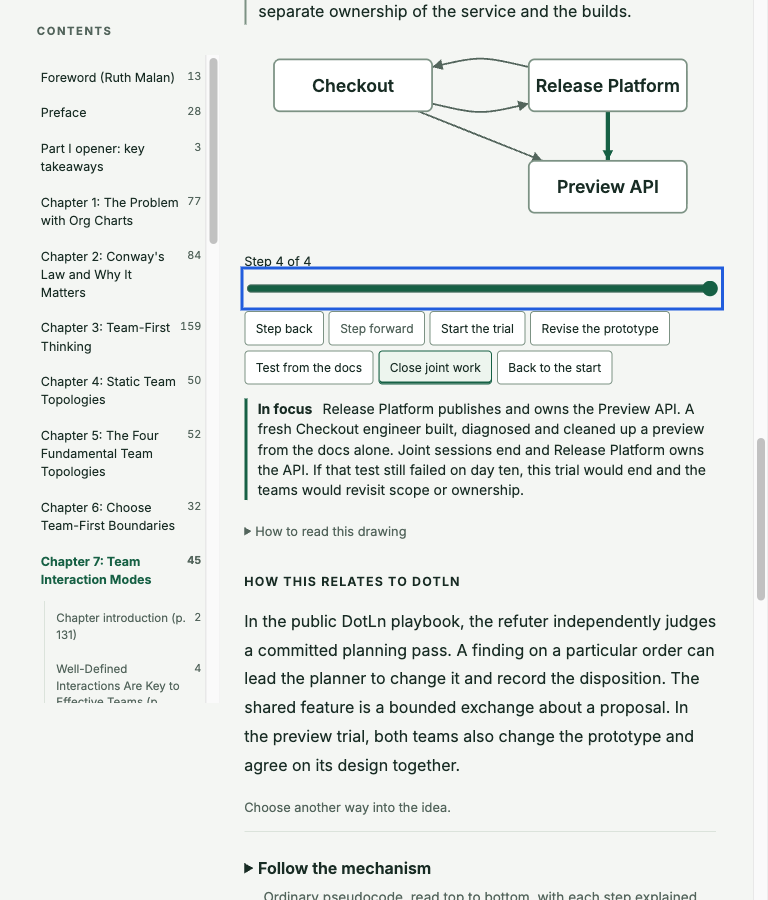 separate ownership of the service and the builds.
CONTENTS
Foreword (Ruth Malan) 13
Preface 28
Part I opener: key 3
takeaways
Chapter 1: The Problem 77
with Org Charts
Chapter 2: Conway's 84
Law and Why It
Matters
Chapter 3: Team-First 159
Thinking
Chapter 4: Static Team 50
Topologies
Chapter 5: The Four 52
Fundamental Team
Topologies
Chapter 6: Choose 32
Team-First Boundaries
Chapter 7: Team 45
Interaction Modes
Chapter introduction (p. 2
131)
Well-Defined 4
Interactions Are Key to
Effective Teams (p
Checkout
Release Platform
Preview API
Step 4 of 4
Step back
Step forward
Start the trial
Revise the prototype
Test from the docs
Close joint work
Back to the start
In focus Release Platform publishes and owns the Preview API. A
fresh Checkout engineer built, diagnosed and cleaned up a preview
from the docs alone. Joint sessions end and Release Platform owns
the API. If that test still failed on day ten, this trial would end and the
teams would revisit scope or ownership.
How to read this drawing
HOW THIS RELATES TO DOTLN
In the public DotLn playbook, the refuter independently judges
a committed planning pass. A finding on a particular order can
lead the planner to change it and record the disposition. The
shared feature is a bounded exchange about a proposal. In
the preview trial, both teams also change the prototype and
agree on its design together.
Choose another way into the idea.
Follow the mechanism
Ordinary pseudocode, read top to bottom, with each step explained